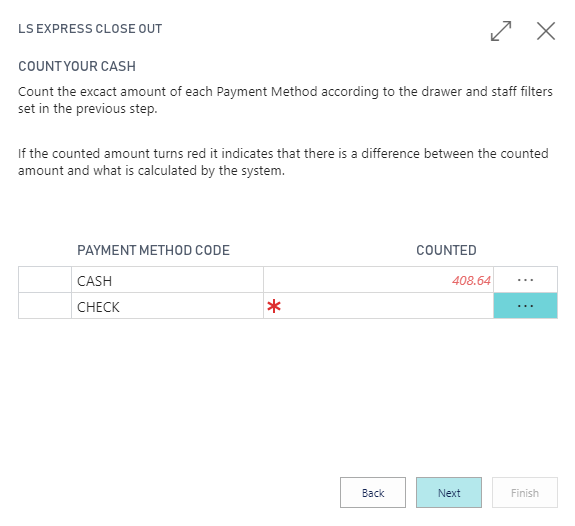 LS EXPRESS CLOSE OUT
COUNT YOUR CASH
Count the excact amount of each Payment Method according to the drawer and staff filters
set in the previous step.
If the counted amount turns red it indicates that there is a difference between the counted
amount and what is calculated by the system.
PAYMENT METHOD CODE COUNTED
CASH 408.64 ...
CHECK * ...
Back Next Finish